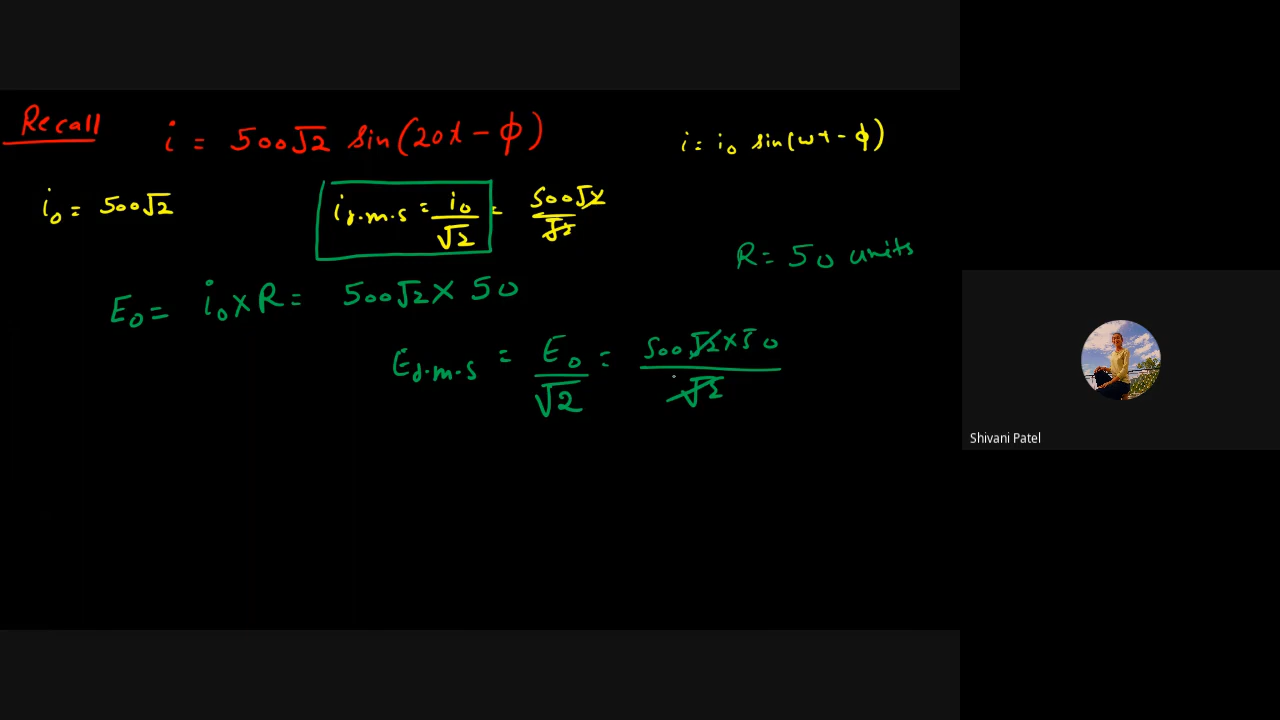 Recall
i = 500√2 sin(20t - ϕ)
i = i₀ sin(ωt - ϕ)
i₀ = 500√2
i r.m.s = i₀/√2 = 500√2/√2
R = 50 units
E₀ = i₀ × R = 500√2 × 50
E r.m.s = E₀/√2 = 500√2 × 50/√2
Shivani Patel